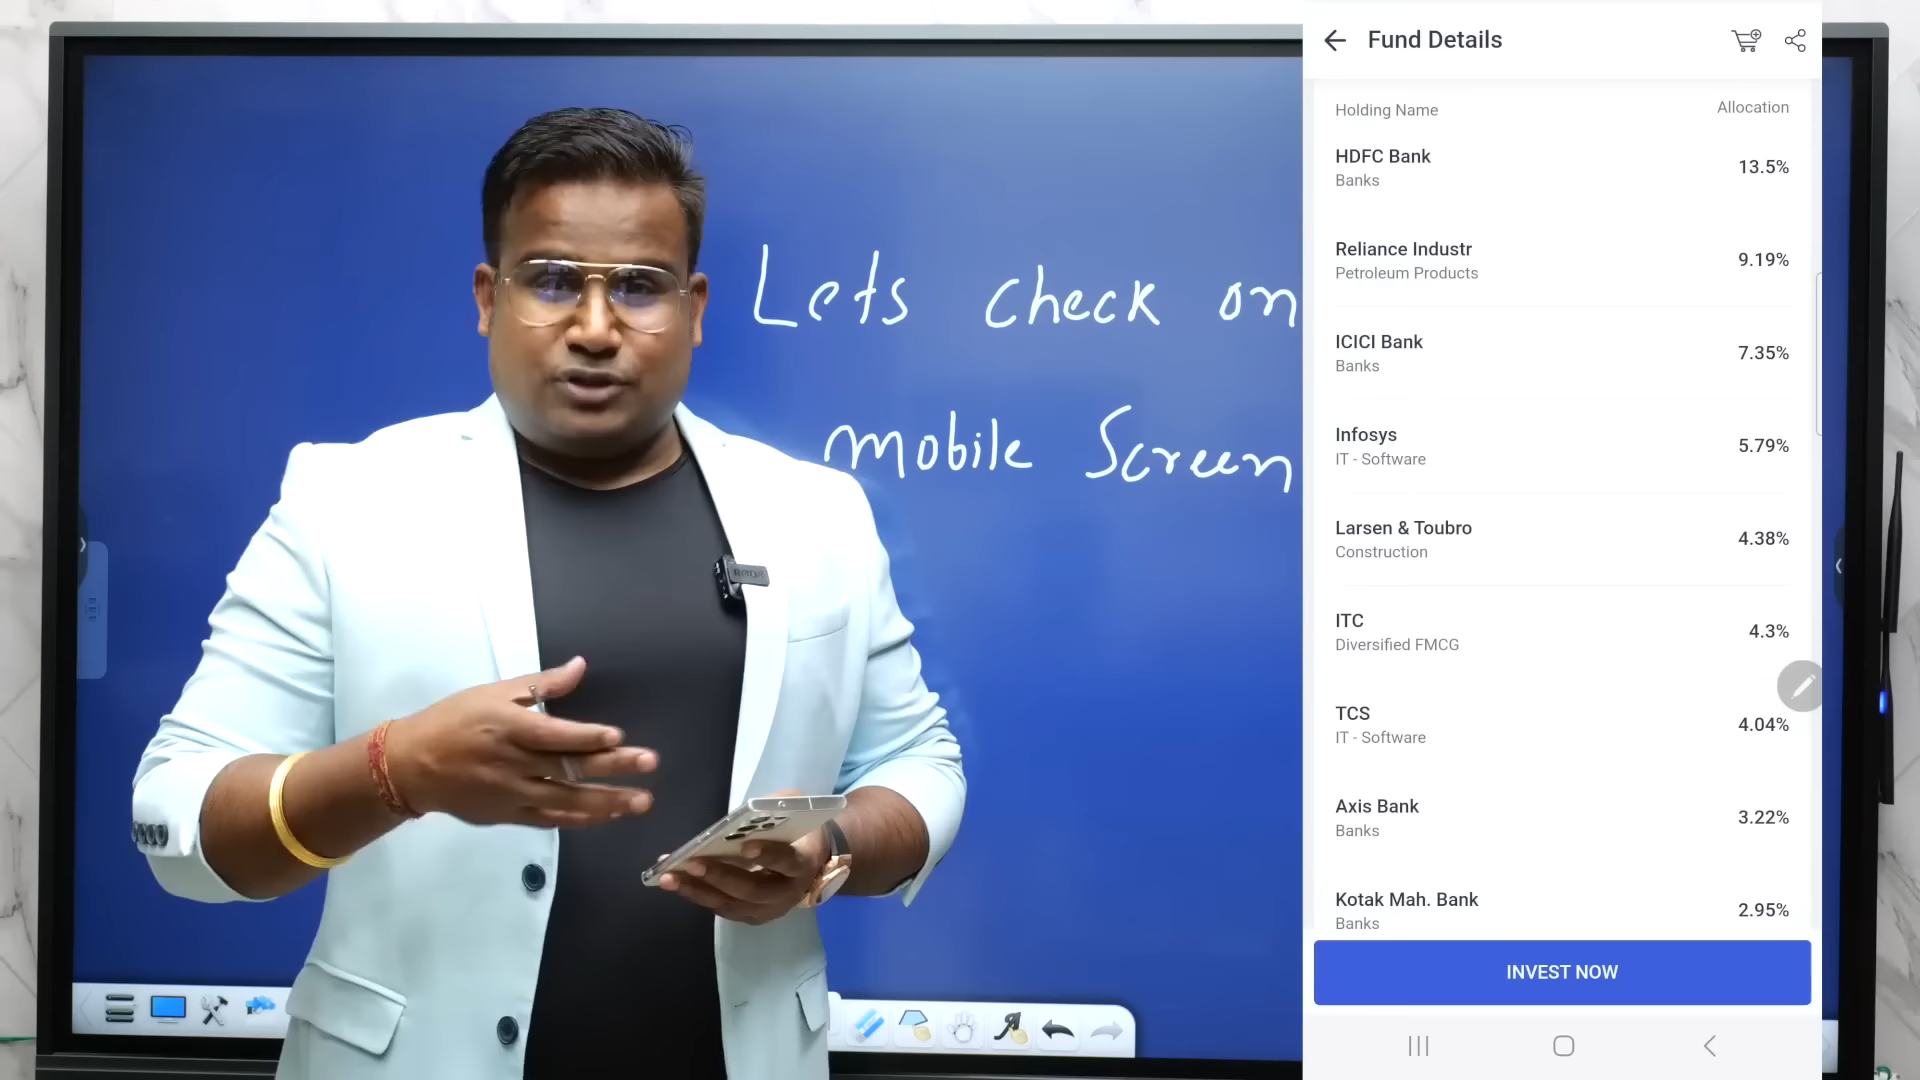 Lets check on
mobile Screen
Fund Details
Holding Name Allocation
HDFC Bank
Banks
13.5%
Reliance Industr
Petroleum Products
9.19%
ICICI Bank
Banks
7.35%
Infosys
IT - Software
5.79%
Larsen & Toubro
Construction
4.38%
ITC
Diversified FMCG
4.3%
TCS
IT - Software
4.04%
Axis Bank
Banks
3.22%
Kotak Mah. Bank
Banks
2.95%
INVEST NOW